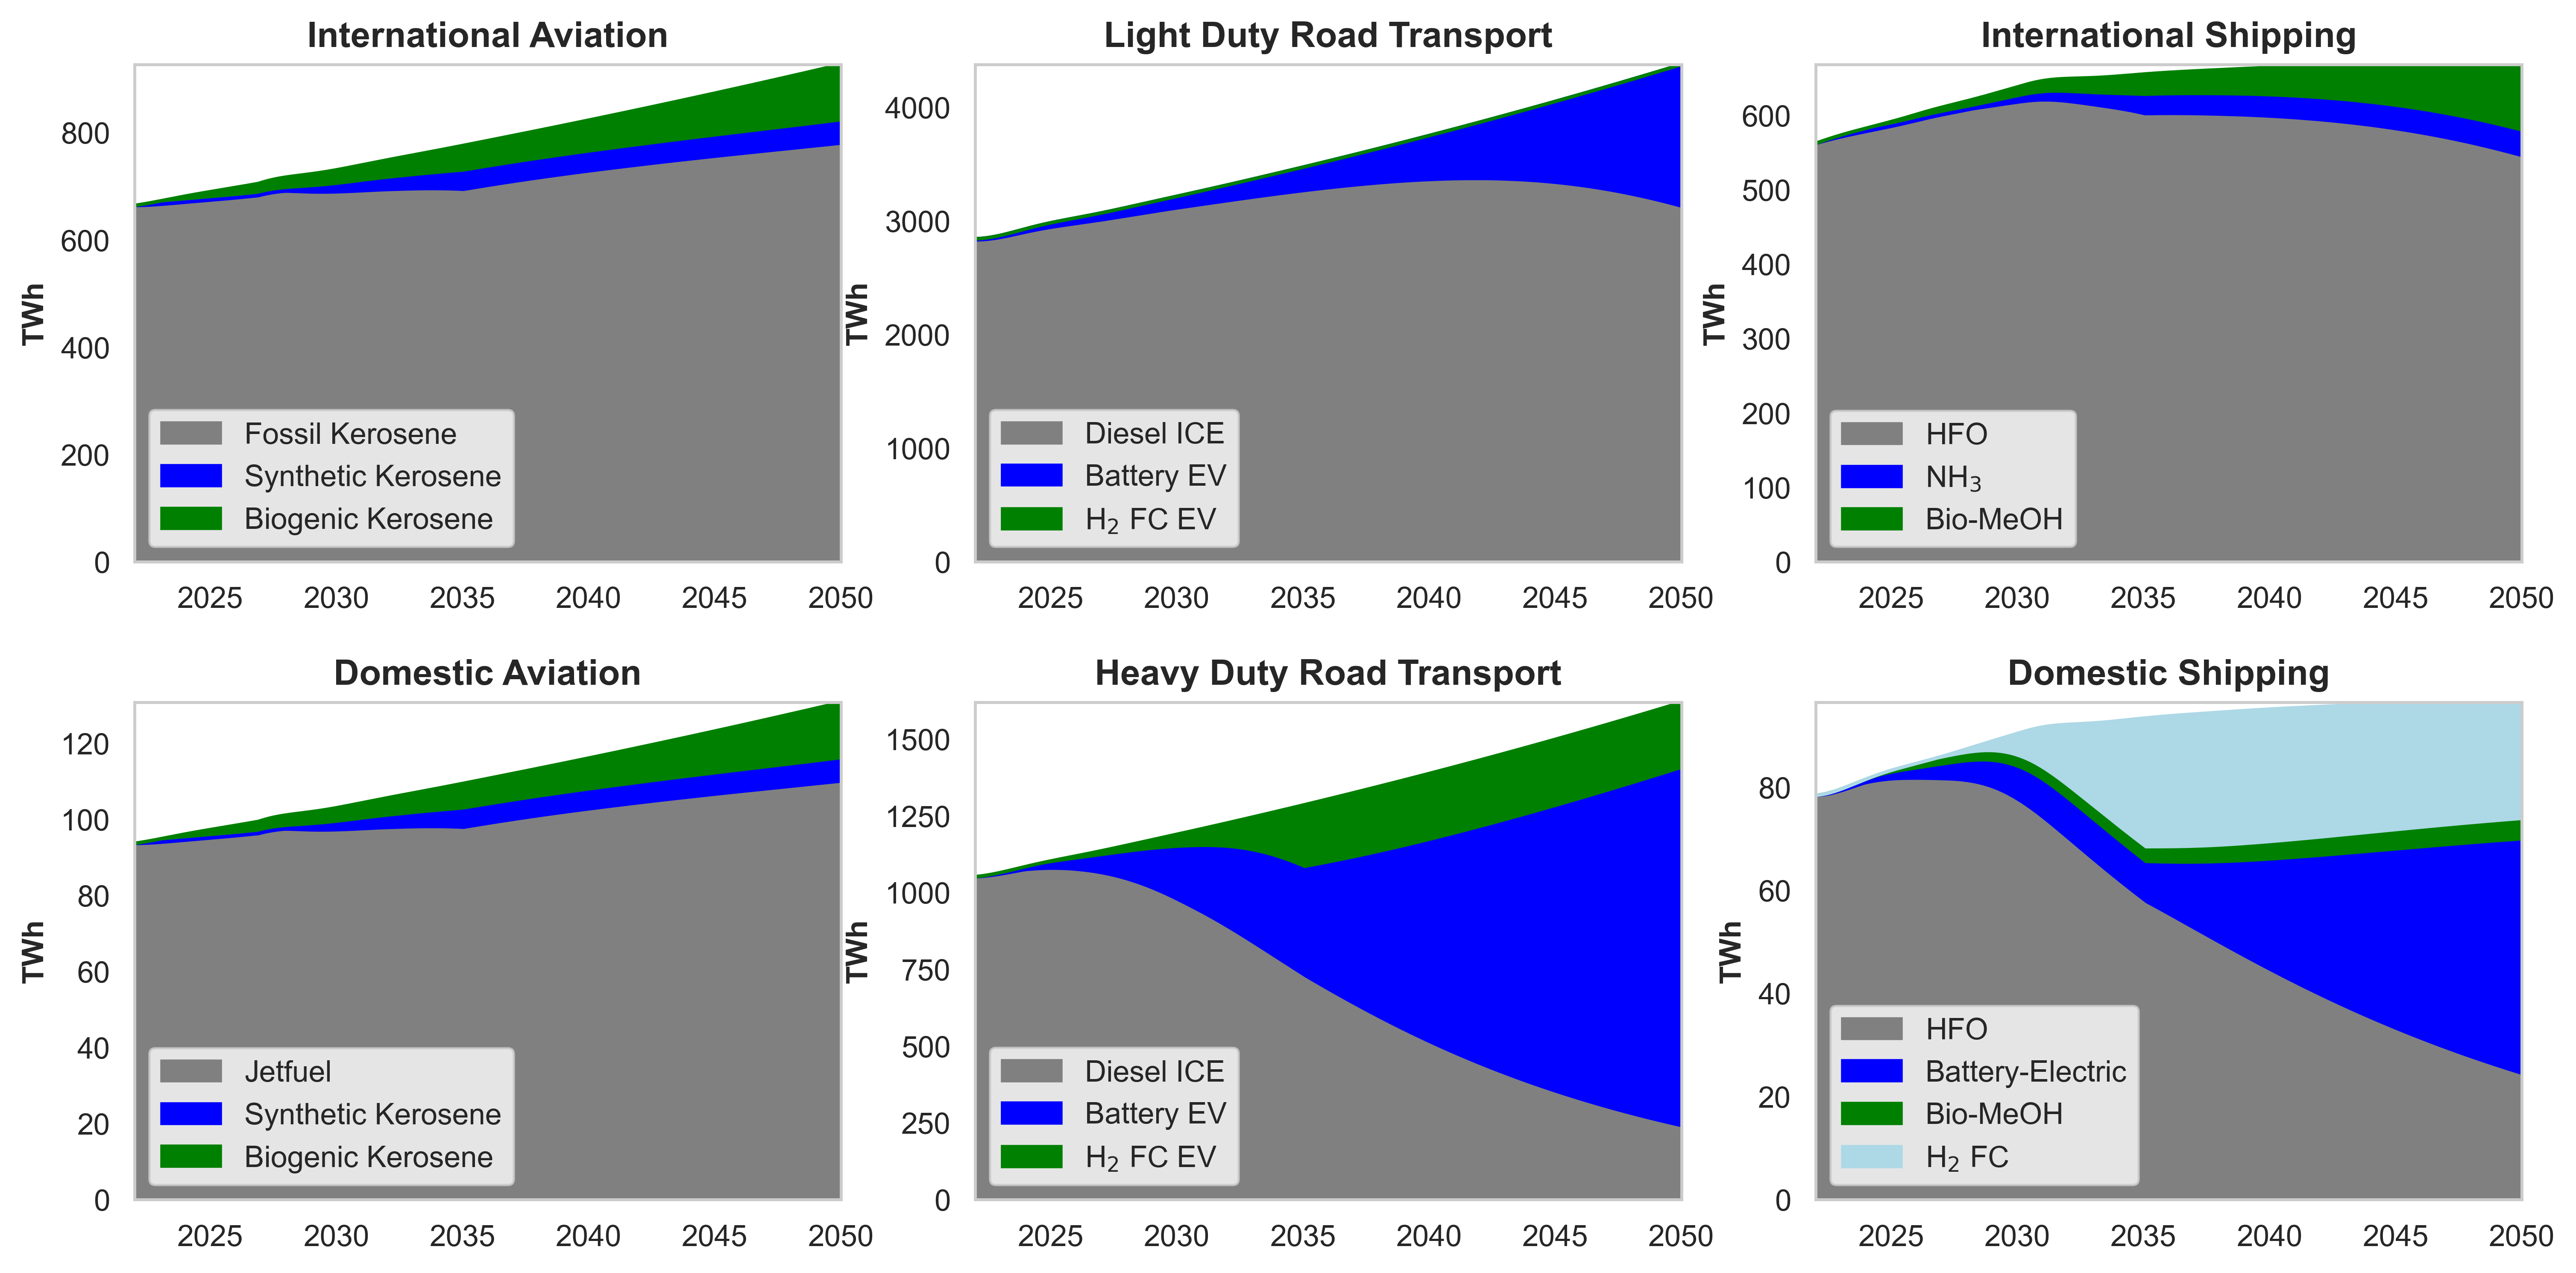 International Aviation
TWh
800
600
400
200
0
Fossil Kerosene
Synthetic Kerosene
Biogenic Kerosene
2025 2030 2035 2040 2045 2050
Light Duty Road Transport
TWh
4000
3000
2000
1000
0
Diesel ICE
Battery EV
H₂ FC EV
2025 2030 2035 2040 2045 2050
International Shipping
TWh
600
500
400
300
200
100
0
HFO
NH₃
Bio-MeOH
2025 2030 2035 2040 2045 2050
Domestic Aviation
TWh
120
100
80
60
40
20
0
Jetfuel
Synthetic Kerosene
Biogenic Kerosene
2025 2030 2035 2040 2045 2050
Heavy Duty Road Transport
TWh
1500
1250
1000
750
500
250
0
Diesel ICE
Battery EV
H₂ FC EV
2025 2030 2035 2040 2045 2050
Domestic Shipping
TWh
80
60
40
20
0
HFO
Battery-Electric
Bio-MeOH
H₂ FC
2025 2030 2035 2040 2045 2050